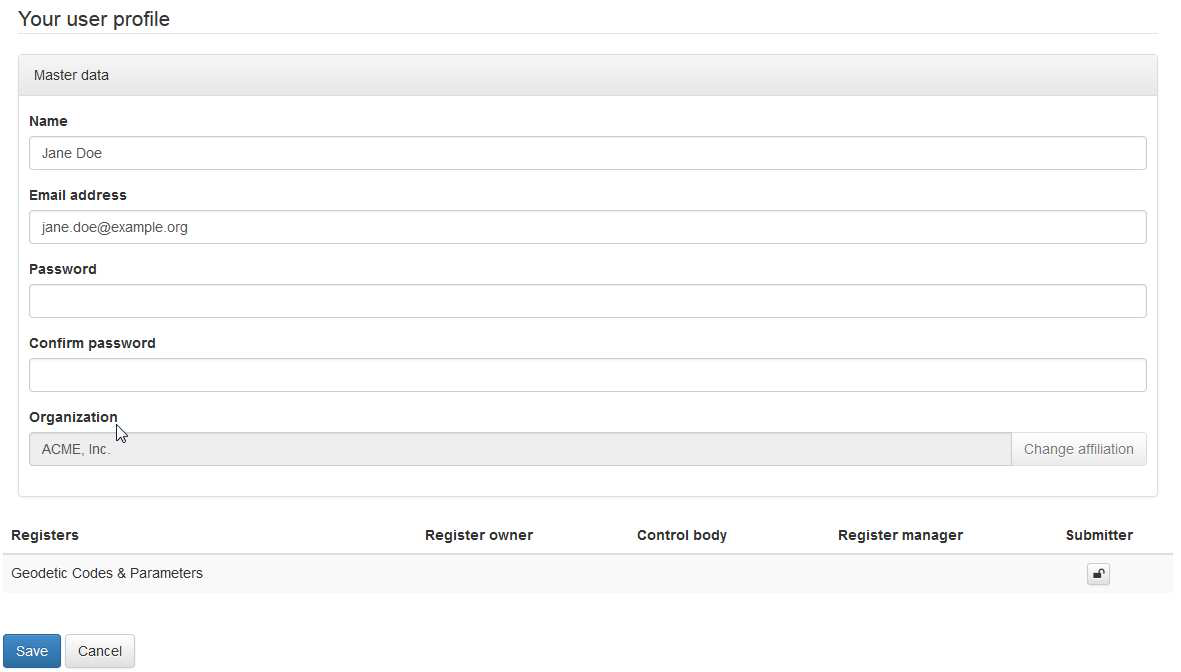 Your user profile
Master data
Name
Jane Doe
Email address
jane.doe@example.org
Password
Confirm password
Organization
ACME, Inc. Change affiliation
Registers Register owner Control body Register manager Submitter
Geodetic Codes & Parameters
Save Cancel